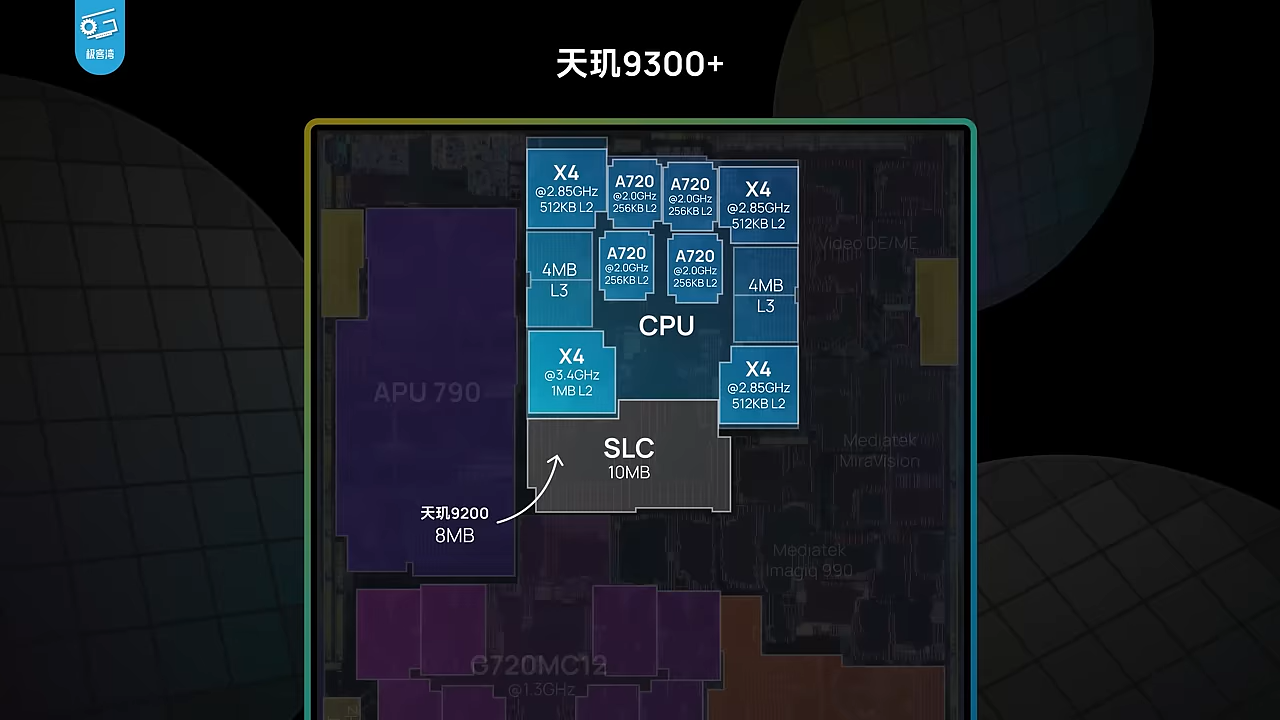 极客湾
天玑9300+
X4
@2.85GHz
512KB L2
A720
@2.0GHz
256KB L2
A720
@2.0GHz
256KB L2
X4
@2.85GHz
512KB L2
A720
@2.0GHz
256KB L2
A720
@2.0GHz
256KB L2
4MB
L3
4MB
L3
CPU
Video DE/ME
X4
@3.4GHz
1MB L2
X4
@2.85GHz
512KB L2
APU 790
SLC
10MB
Mediatek
MiraVision
天玑9200
8MB
Mediatek
Imagiq 990
G720MC12
@1.3GHz